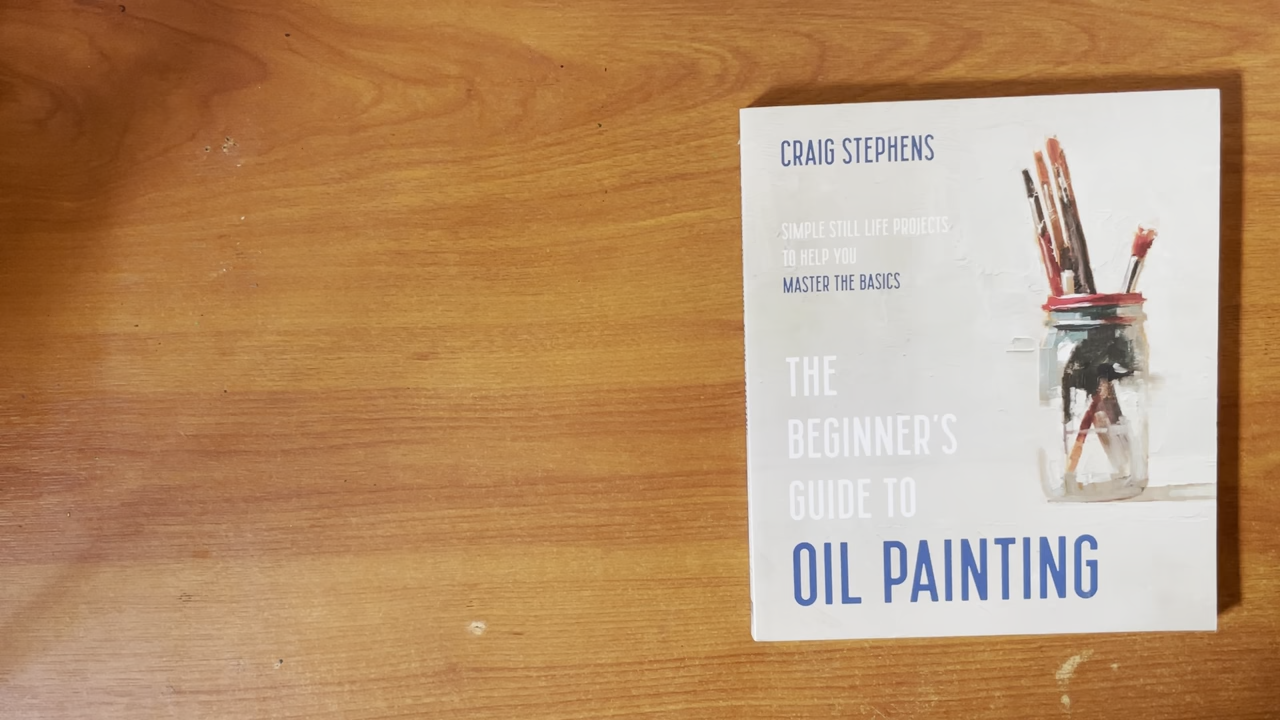 CRAIG STEPHENS
SIMPLE STILL LIFE PROJECTS
TO HELP YOU
MASTER THE BASICS
THE
BEGINNER'S
GUIDE TO
OIL PAINTING